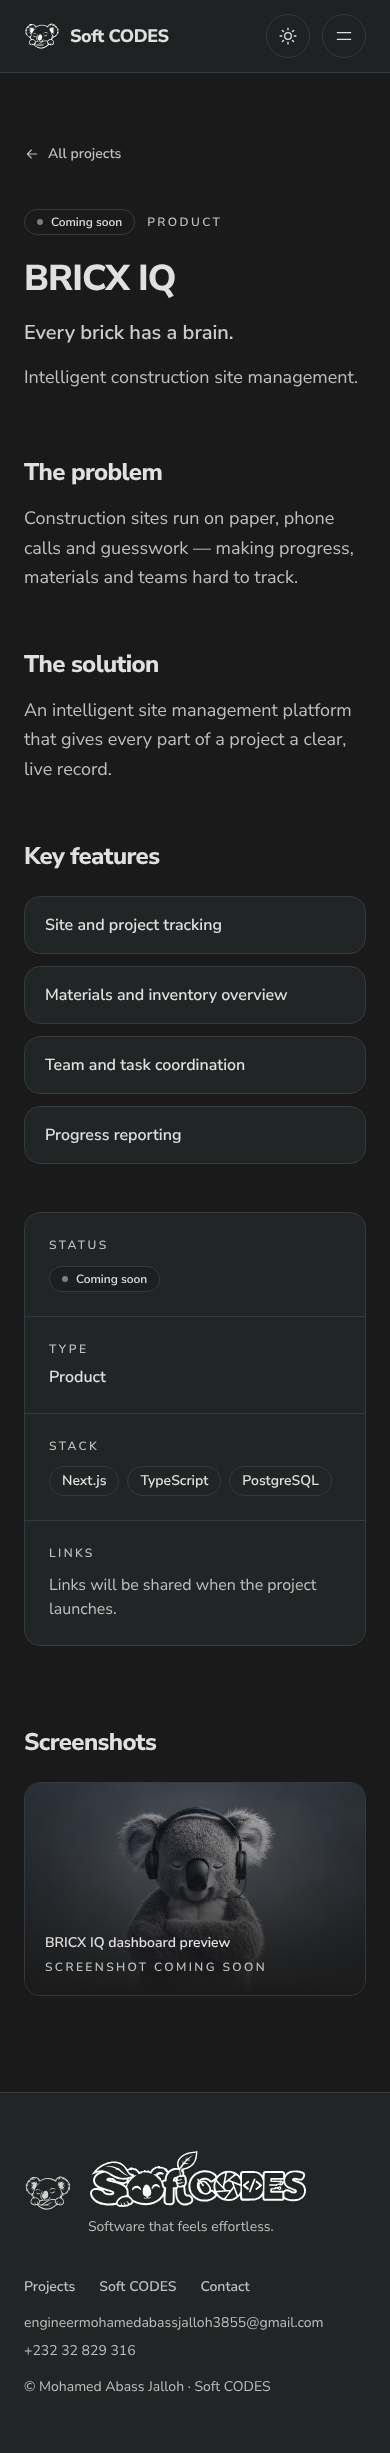 Soft CODES
← All projects
Coming soon PRODUCT
BRICX IQ
Every brick has a brain.
Intelligent construction site management.
The problem
Construction sites run on paper, phone
calls and guesswork — making progress,
materials and teams hard to track.
The solution
An intelligent site management platform
that gives every part of a project a clear,
live record.
Key features
Site and project tracking
Materials and inventory overview
Team and task coordination
Progress reporting
STATUS
Coming soon
TYPE
Product
STACK
Next.js TypeScript PostgreSQL
LINKS
Links will be shared when the project
launches.
Screenshots
BRICX IQ dashboard preview
SCREENSHOT COMING SOON
SoftCODES
Software that feels effortless.
Projects Soft CODES Contact
engineermohamedabassjalloh3855@gmail.com
+232 32 829 316
© Mohamed Abass Jalloh · Soft CODES